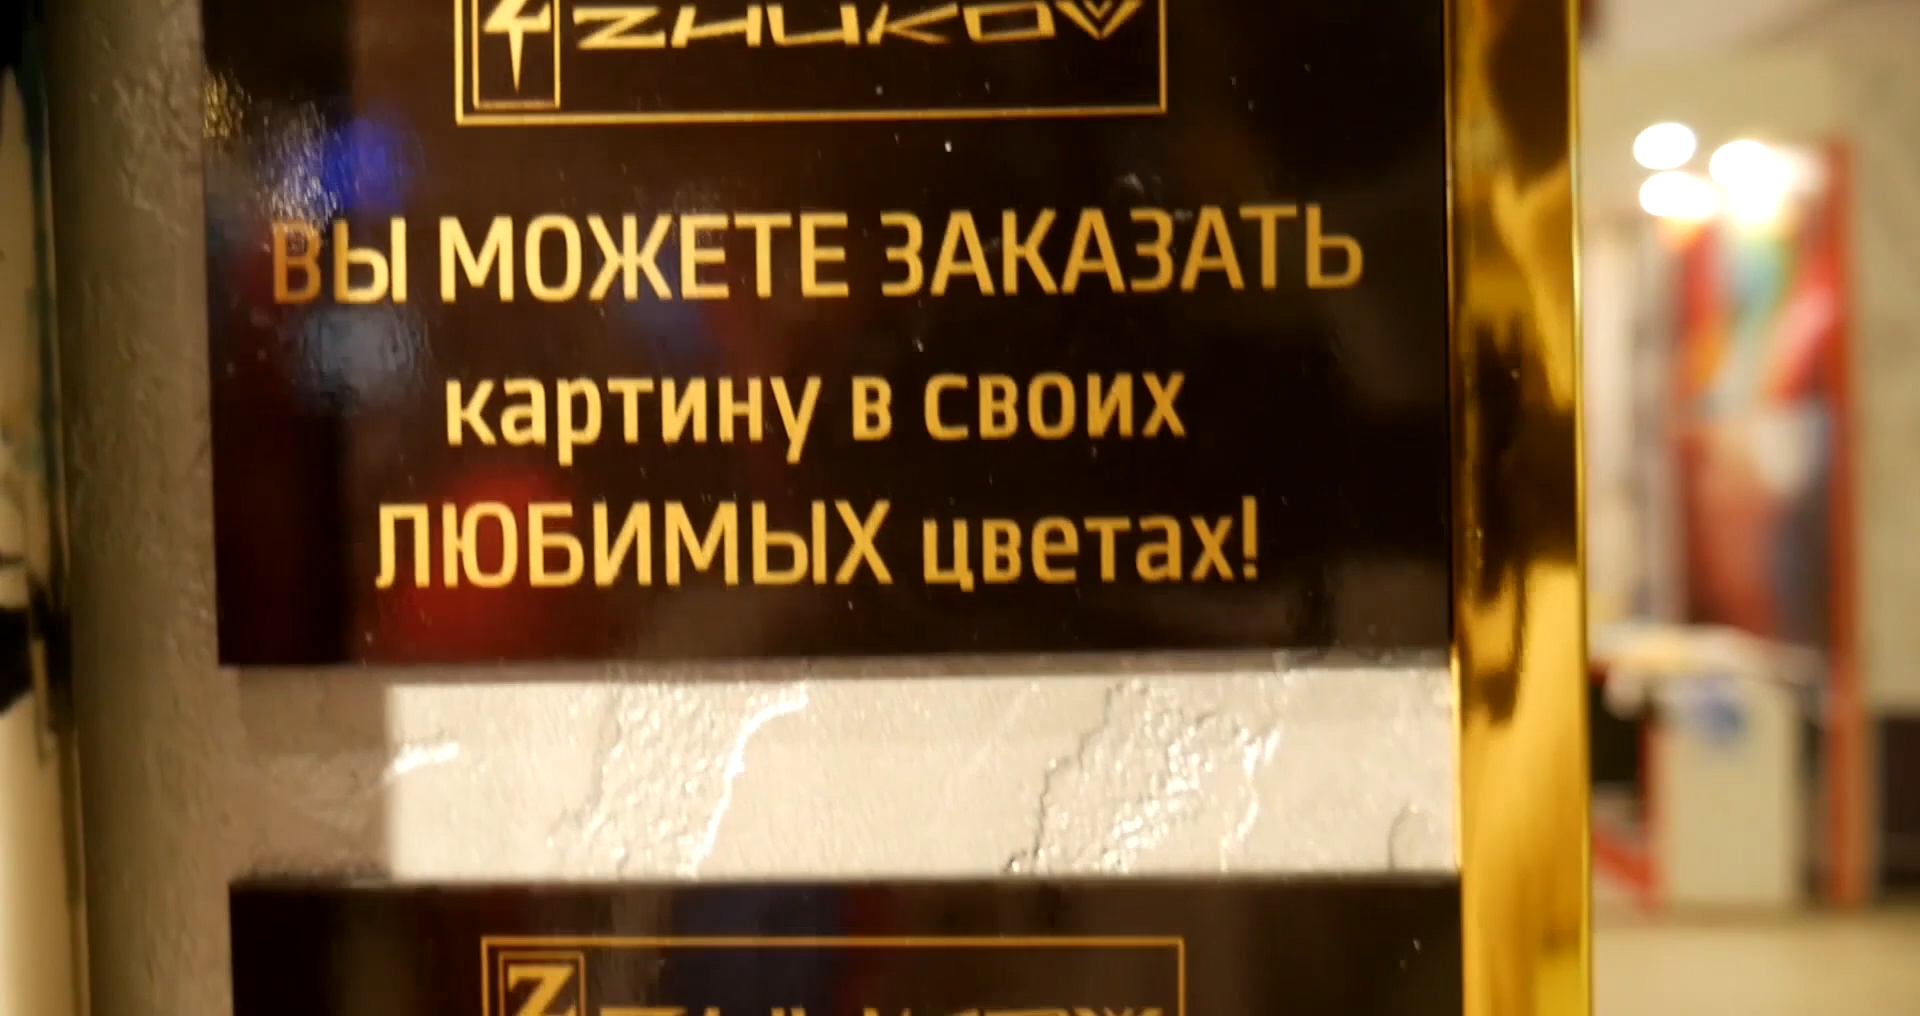 ZHUKOV
ВЫ МОЖЕТЕ ЗАКАЗАТЬ
картину в своих
ЛЮБИМЫХ цветах!